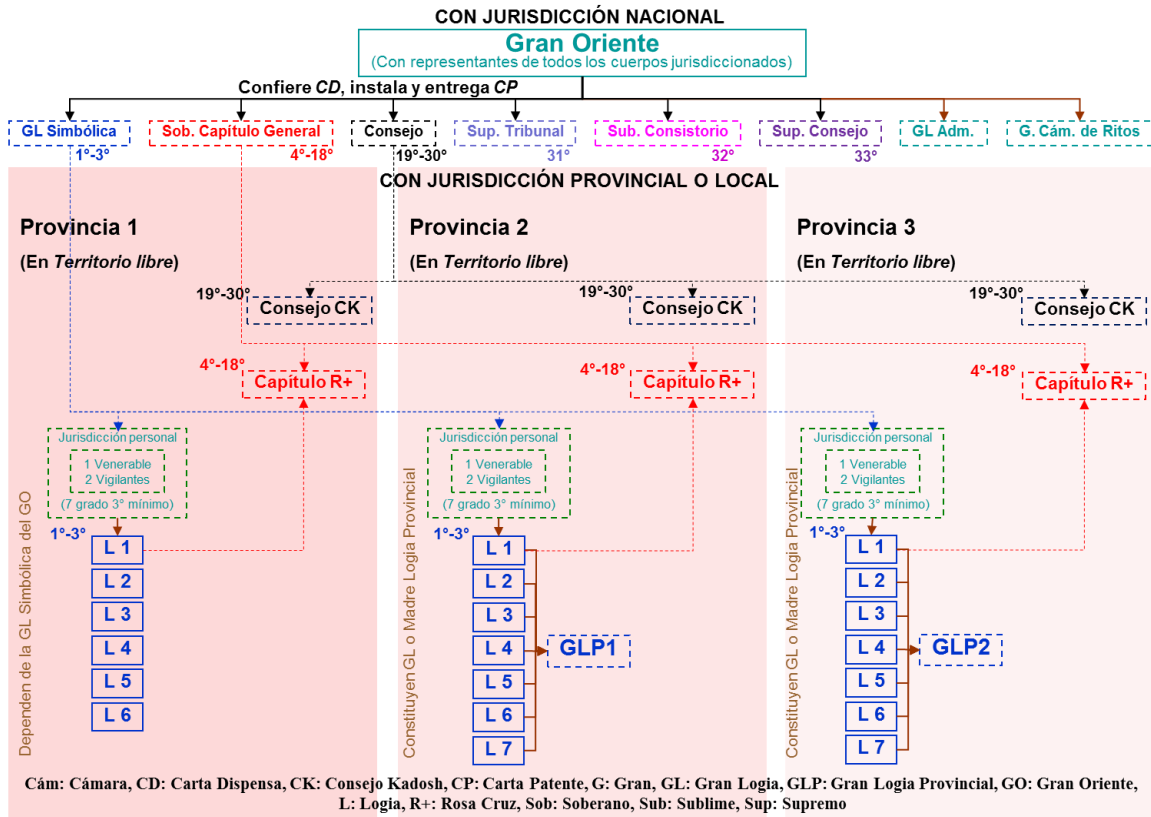 CON JURISDICCIÓN NACIONAL
Gran Oriente
(Con representantes de todos los cuerpos jurisdiccionados)
Confiere CD, instala y entrega CP
GL Simbólica
1°-3°
Sob. Capítulo General
4°-18°
Consejo
19°-30°
Sup. Tribunal
31°
Sub. Consistorio
32°
Sup. Consejo
33°
GL Adm.
G. Cám. de Ritos
CON JURISDICCIÓN PROVINCIAL O LOCAL
Provincia 1
(En Territorio libre)
19°-30°
Consejo CK
4°-18°
Capítulo R+
Jurisdicción personal
1 Venerable
2 Vigilantes
(7 grado 3° mínimo)
1°-3°
L 1
L 2
L 3
L 4
L 5
L 6
Dependen de la GL Simbólica del GO
Provincia 2
(En Territorio libre)
19°-30°
Consejo CK
4°-18°
Capítulo R+
Jurisdicción personal
1 Venerable
2 Vigilantes
(7 grado 3° mínimo)
1°-3°
L 1
L 2
L 3
L 4
L 5
L 6
L 7
GLP1
Constituyen GL o Madre Logia Provincial
Provincia 3
(En Territorio libre)
19°-30°
Consejo CK
4°-18°
Capítulo R+
Jurisdicción personal
1 Venerable
2 Vigilantes
(7 grado 3° mínimo)
1°-3°
L 1
L 2
L 3
L 4
L 5
L 6
L 7
GLP2
Constituyen GL o Madre Logia Provincial
Cám: Cámara, CD: Carta Dispensa, CK: Consejo Kadosh, CP: Carta Patente, G: Gran, GL: Gran Logia, GLP: Gran Logia Provincial, GO: Gran Oriente,
L: Logia, R+: Rosa Cruz, Sob: Soberano, Sub: Sublime, Sup: Supremo